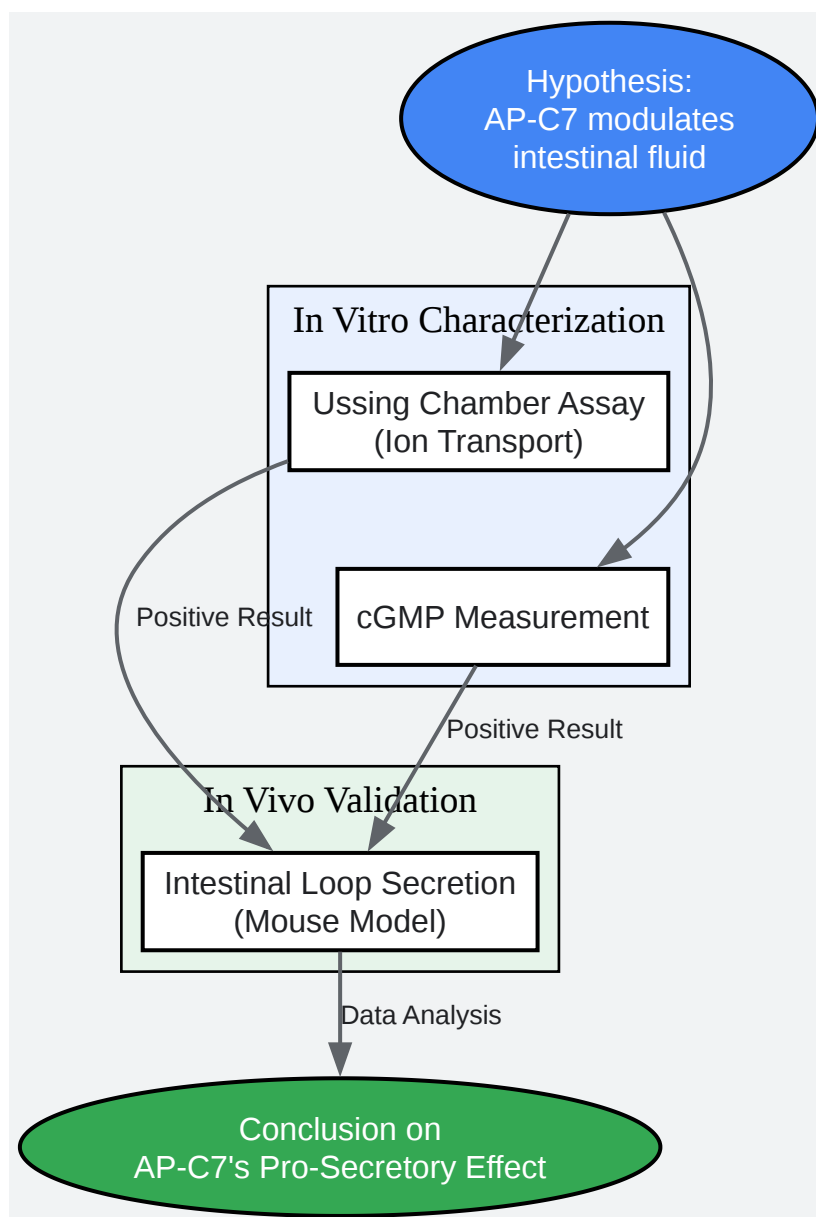 Hypothesis:
AP-C7 modulates
intestinal fluid
In Vitro Characterization
Ussing Chamber Assay
(Ion Transport)
Positive Result
cGMP Measurement
Positive Result
In Vivo Validation
Intestinal Loop Secretion
(Mouse Model)
Data Analysis
Conclusion on
AP-C7's Pro-Secretory Effect